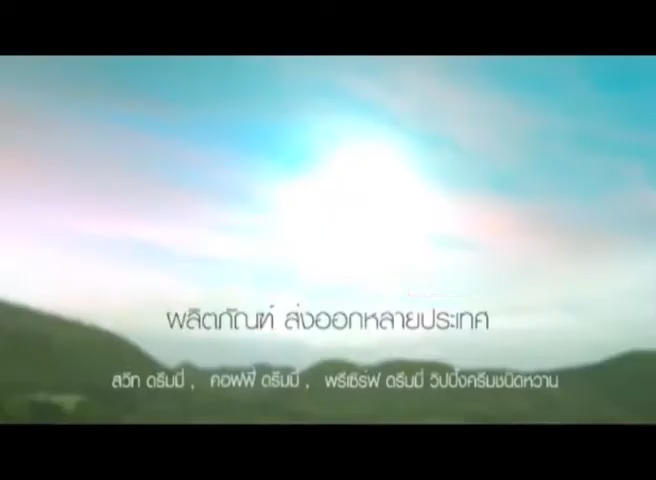 ผลิตภัณฑ์ ส่งออกหลายประเทศ
สวีท ดรีมมี่ , คอฟฟี่ ดรีมมี่ , พรีเซิร์ฟ ดรีมมี่ วิปปิ้งครีมชนิดหวาน